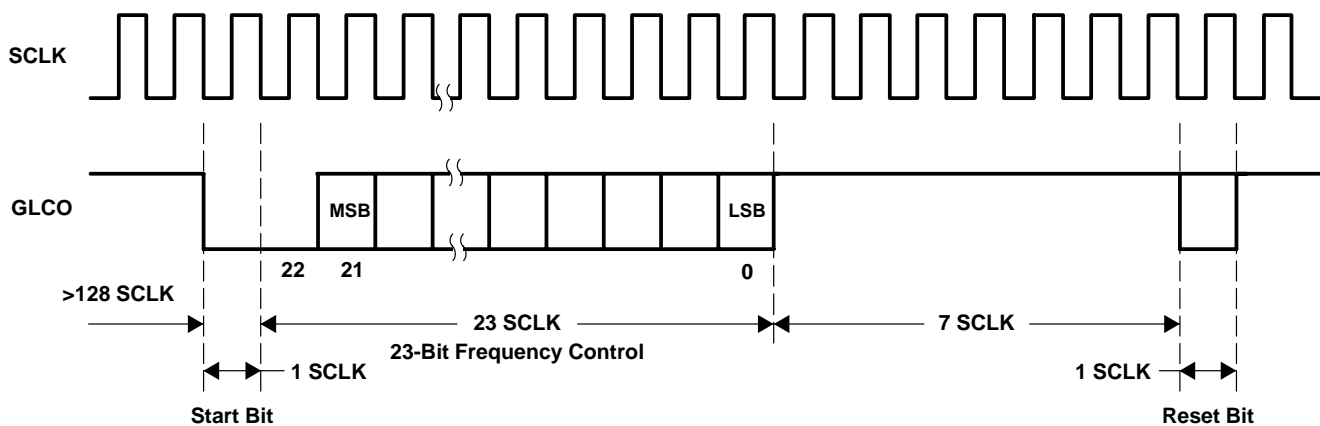 SCLK
GLCO
MSB
LSB
22
21
0
>128 SCLK
23 SCLK
7 SCLK
23-Bit Frequency Control
1 SCLK
1 SCLK
Start Bit
Reset Bit